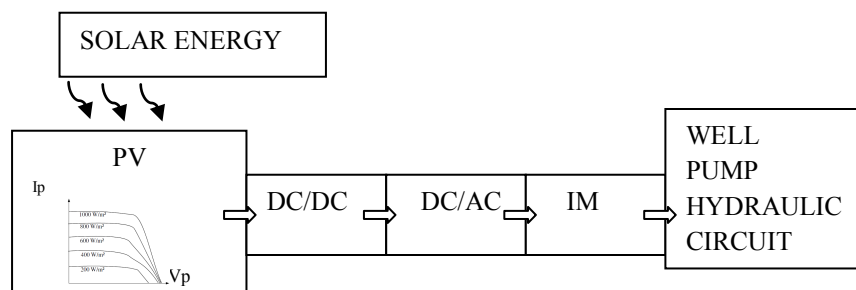 SOLAR ENERGY
PV
Ip
1000 W/m²
800 W/m²
600 W/m²
400 W/m²
200 W/m²
Vp
DC/DC
DC/AC
IM
WELL
PUMP
HYDRAULIC
CIRCUIT